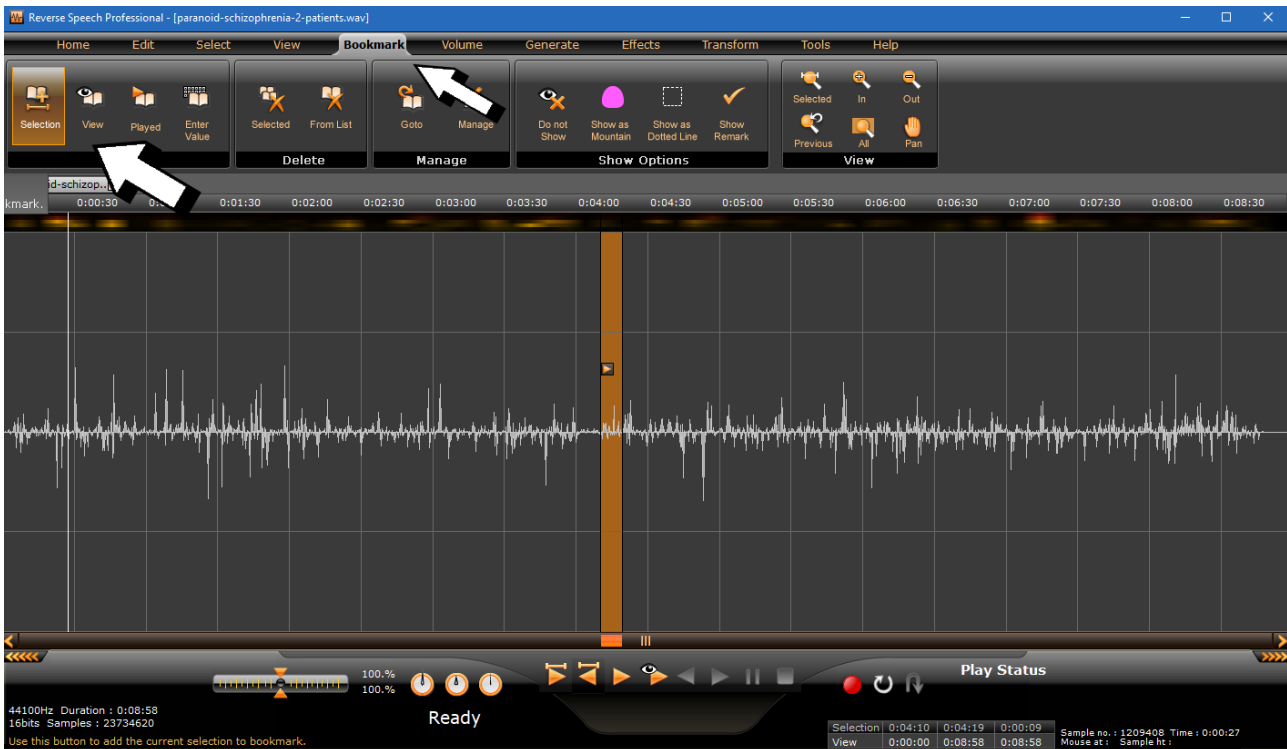 Reverse Speech Professional - [paranoid-schizophrenia-2-patients.wav]
Home Edit Select View Bookmark Volume Generate Effects Transform Tools Help
Selection View Played Enter Value
Selected From List
Goto Manage
Do not Show Show as Mountain Show as Dotted Line Show Remark
Selected In Out
Previous All Pan
Delete Manage Show Options View
id-schizop..
kmark. 0:00:30 0:01:30 0:02:00 0:02:30 0:03:00 0:03:30 0:04:00 0:04:30 0:05:00 0:05:30 0:06:00 0:06:30 0:07:00 0:07:30 0:08:00 0:08:30
100.%
100.%
Play Status
Ready
44100Hz Duration : 0:08:58
16bits Samples : 23734620
Use this button to add the current selection to bookmark.
Selection 0:04:10 0:04:19 0:00:09
View 0:00:00 0:08:58 0:08:58
Sample no. : 1209408 Time : 0:00:27
Mouse at : Sample ht :